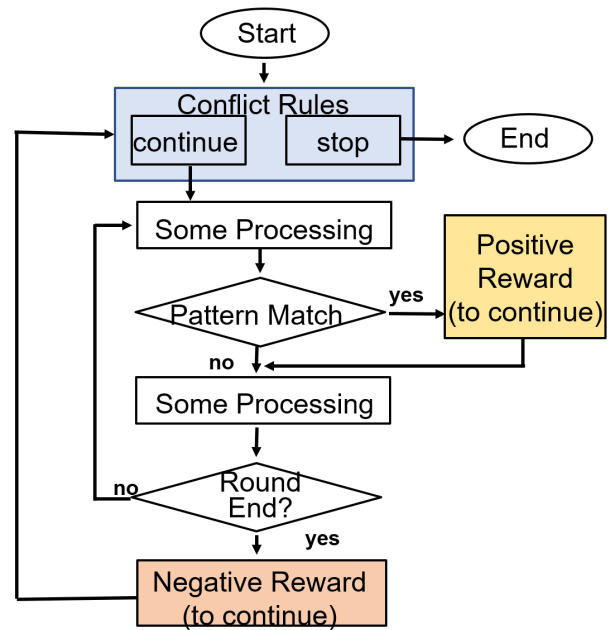 Start
Conflict Rules
continue
stop
End
Some Processing
Positive
Reward
(to continue)
Pattern Match
yes
no
Some Processing
Round
End?
no
yes
Negative Reward
(to continue)